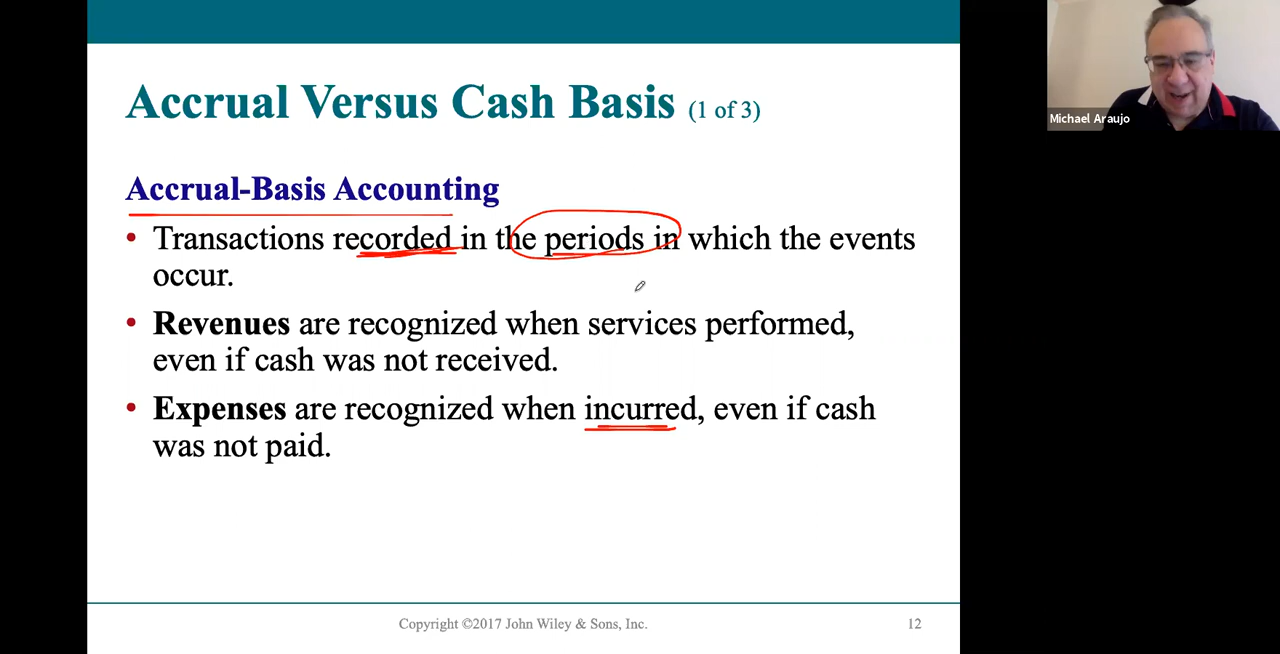 Accrual Versus Cash Basis (1 of 3)
Michael Araujo
Accrual-Basis Accounting
• Transactions recorded in the periods in which the events
occur.
• Revenues are recognized when services performed,
even if cash was not received.
• Expenses are recognized when incurred, even if cash
was not paid.
Copyright ©2017 John Wiley & Sons, Inc.
12